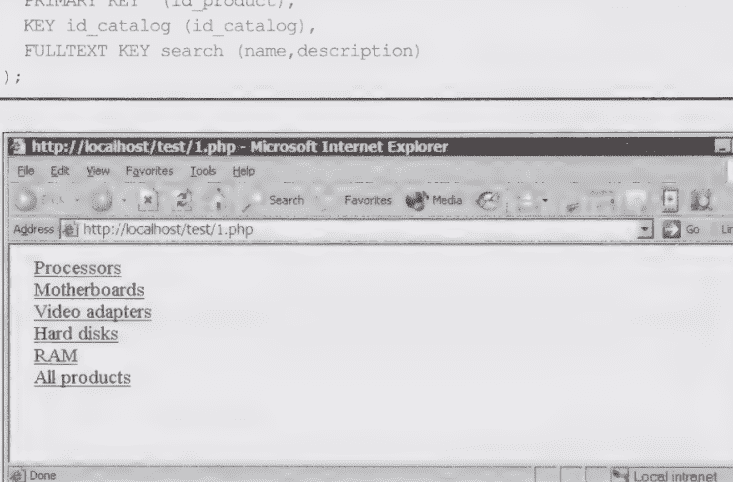 PRIMARY KEY (id_product),
KEY id_catalog (id_catalog),
FULLTEXT KEY search (name,description)
);
http://localhost/test/1.php - Microsoft Internet Explorer
File Edit View Favorites Tools Help
Search Favorites Media
Address http://localhost/test/1.php Go
Processors
Motherboards
Video adapters
Hard disks
RAM
All products
Done Local intranet